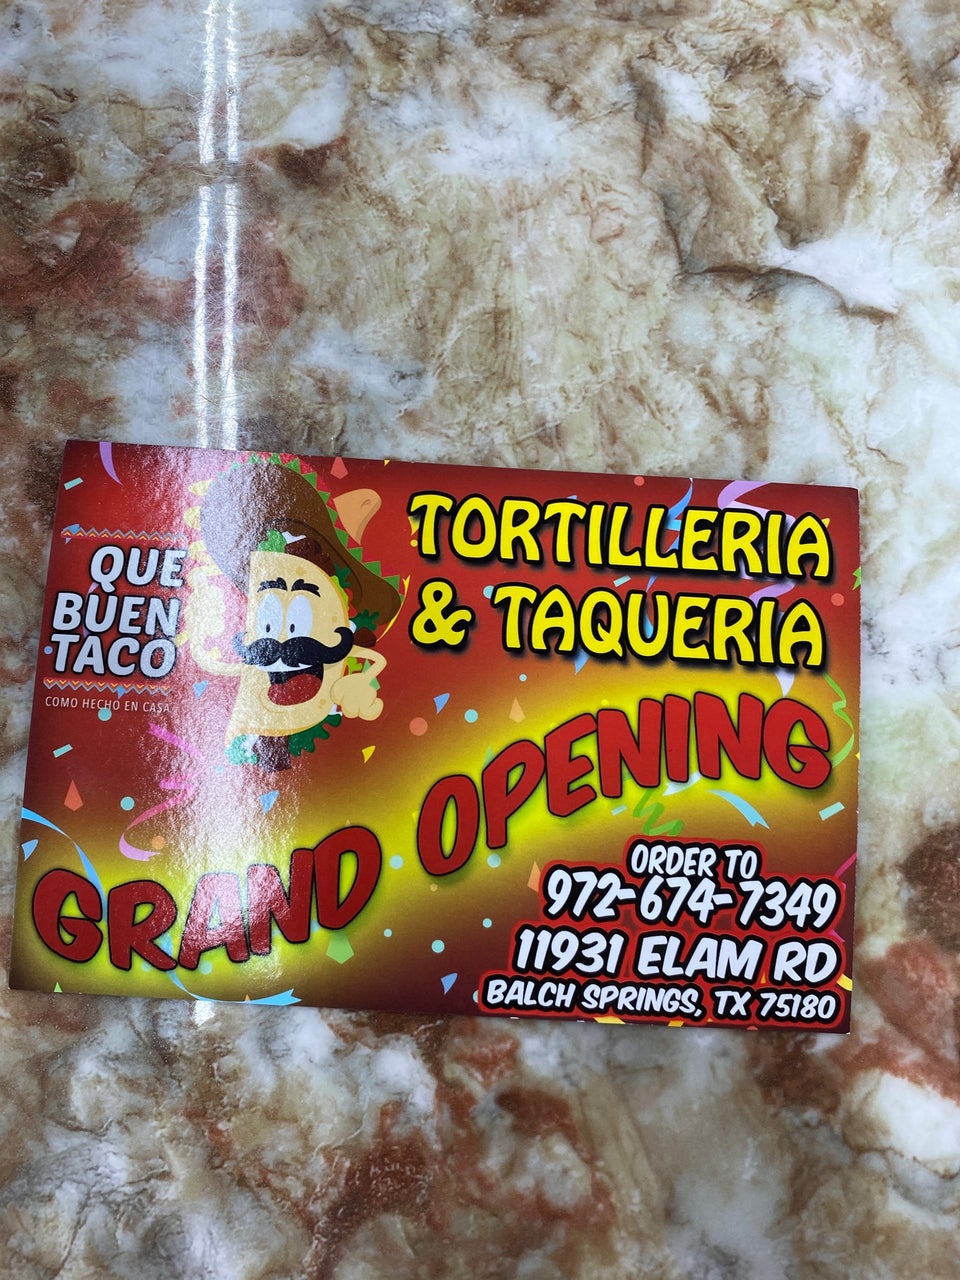 QUE
BUEN
TACO
COMO HECHO EN CASA
TORTILLERIA
& TAQUERIA
GRAND OPENING
ORDER TO
972-674-7349
11931 ELAM RD
BALCH SPRINGS, TX 75180